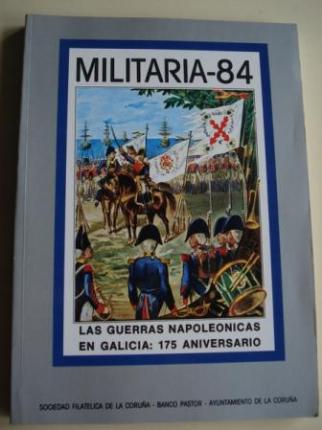 MILITARIA-84
LAS GUERRAS NAPOLEONICAS
EN GALICIA: 175 ANIVERSARIO
SOCIEDAD FILATELICA DE LA CORUÑA - BANCO PASTOR - AYUNTAMIENTO DE LA CORUÑA